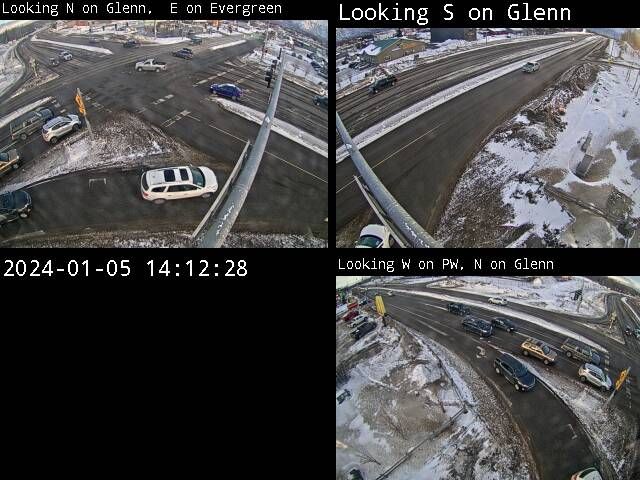 Looking N on Glenn, E on Evergreen
Looking S on Glenn
2024-01-05 14:12:28
Looking W on PW, N on Glenn